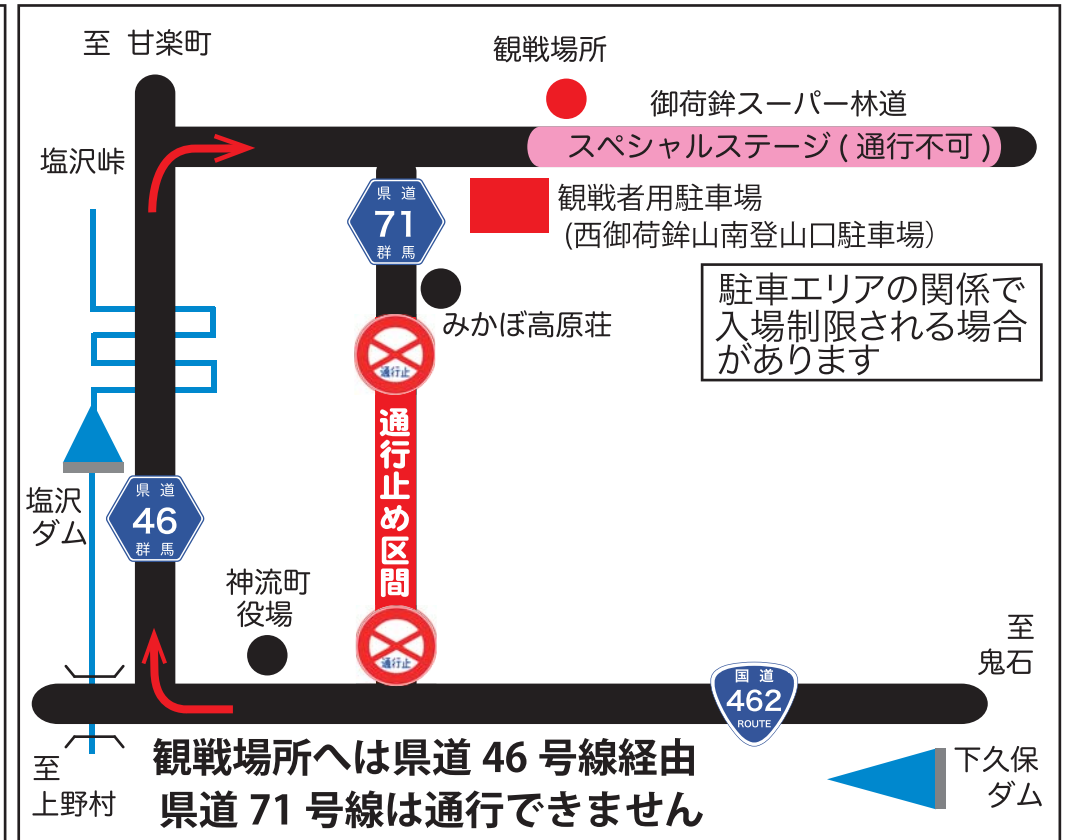 至 甘楽町
観戦場所
御荷鉾スーパー林道
スペシャルステージ ( 通行不可 )
塩沢峠
県道
71
群馬
観戦者用駐車場
(西御荷鉾山南登山口駐車場)
駐車エリアの関係で
入場制限される場合
があります
みかぼ高原荘
通行止
通行止め区間
塩沢
ダム
県道
46
群馬
神流町
役場
通行止
至
鬼石
国道
462
ROUTE
至
上野村
観戦場所へは県道 46 号線経由
県道 71 号線は通行できません
下久保
ダム